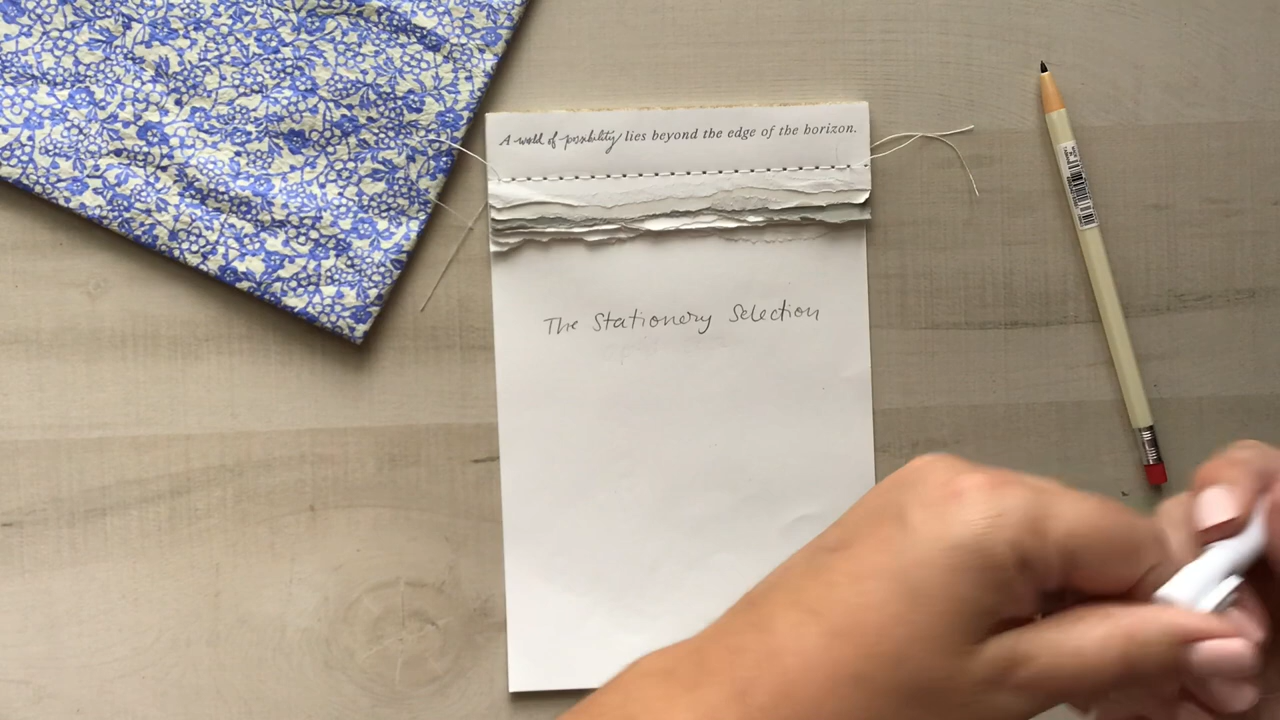 A world of possibility lies beyond the edge of the horizon.
The Stationery Selection